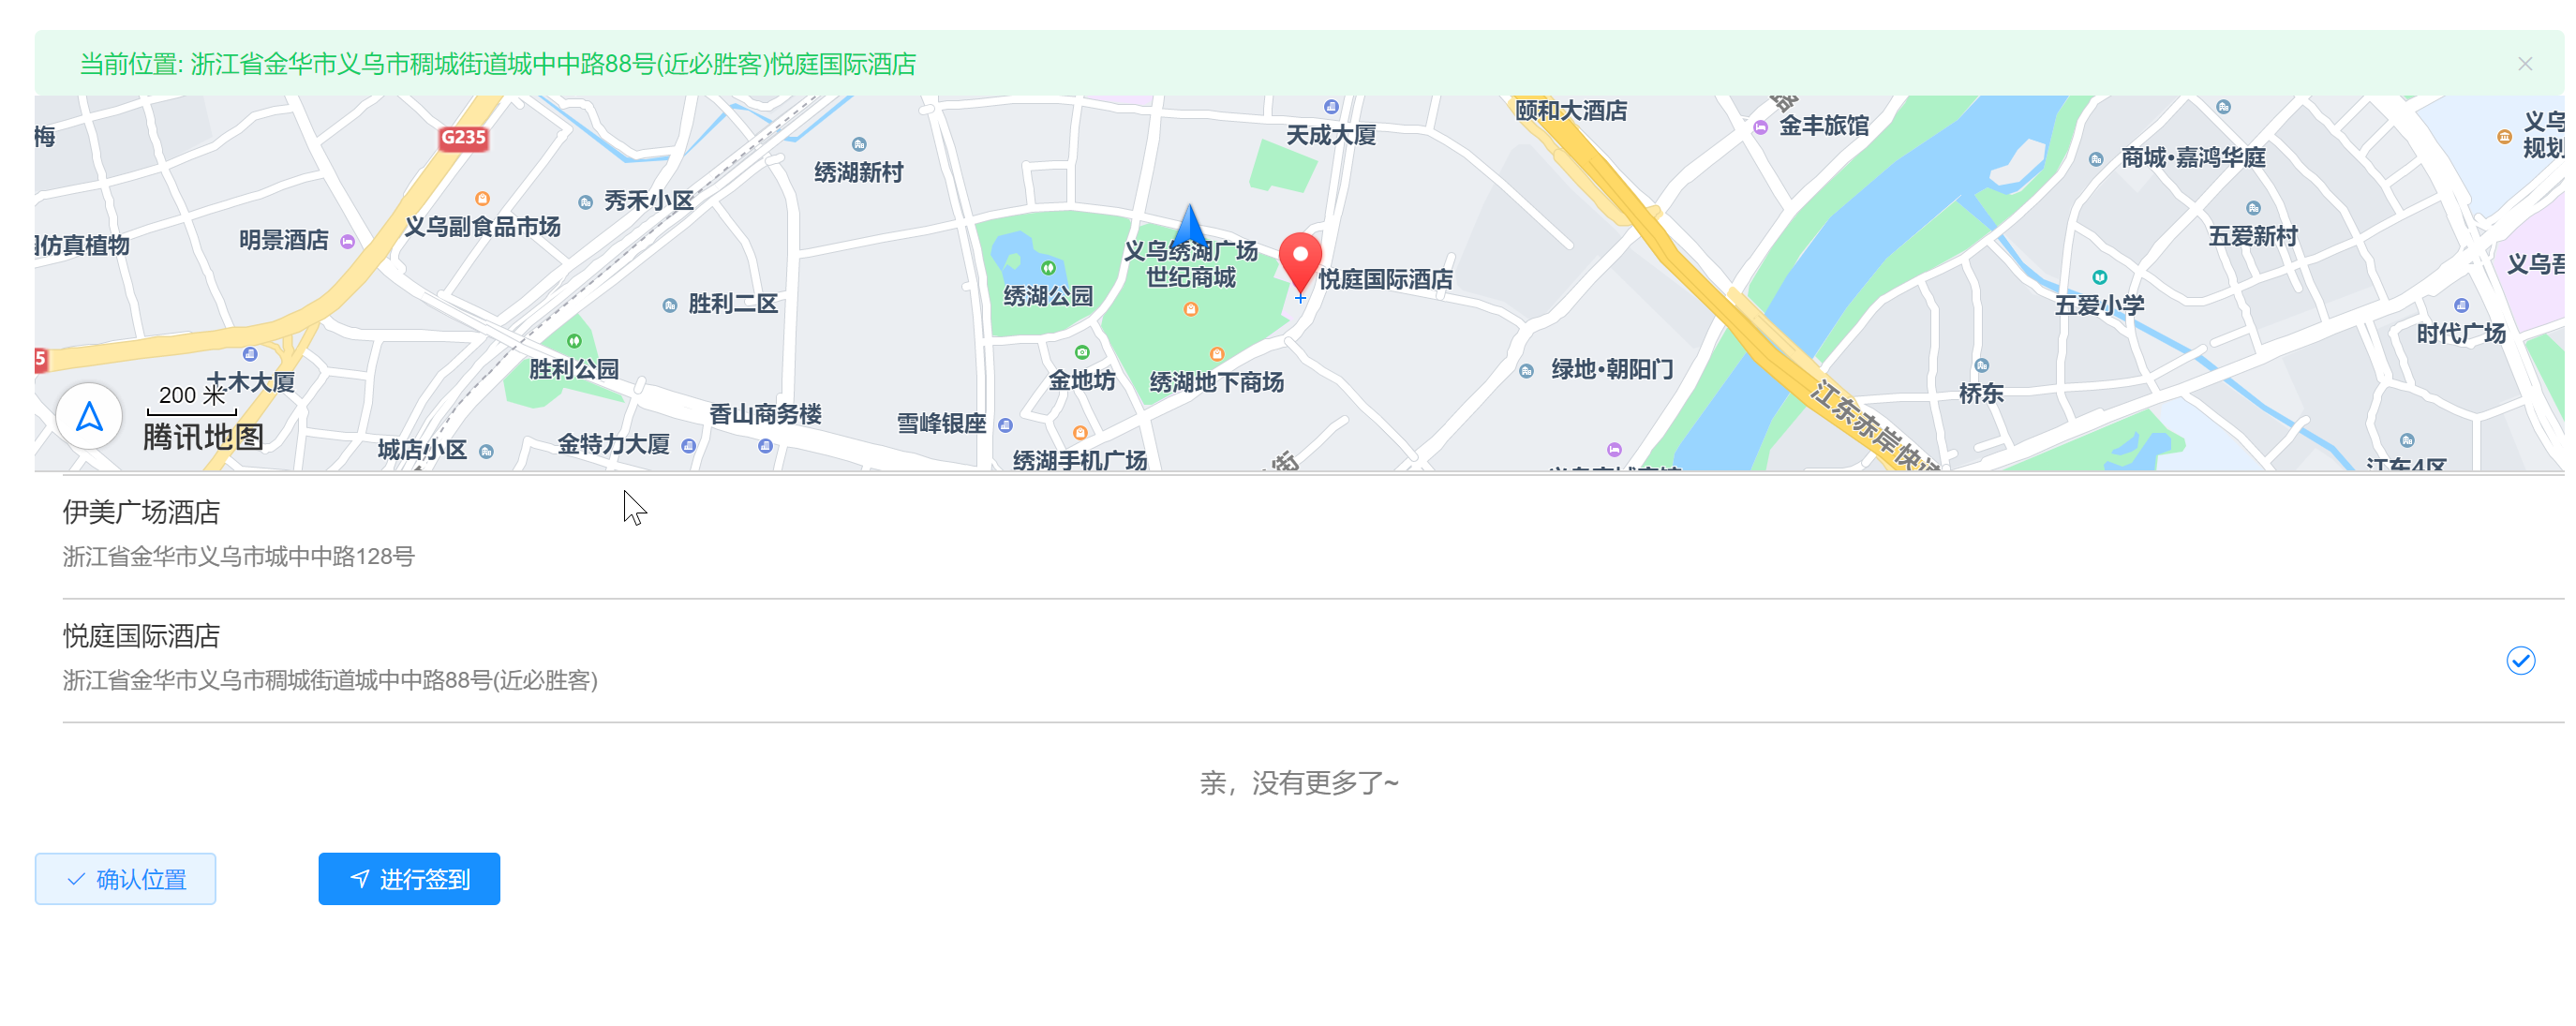 当前位置: 浙江省金华市义乌市稠城街道城中中路88号(近必胜客)悦庭国际酒店
颐和大酒店
金丰旅馆
天成大厦
义乌
规划
梅
G235
绣湖新村
商城·嘉鸿华庭
秀禾小区
义乌副食品市场
明景酒店
仿真植物
五爱新村
义乌绣湖广场
世纪商城
悦庭国际酒店
义乌吾
绣湖公园
胜利二区
五爱小学
时代广场
5
胜利公园
土木大厦
金地坊
绣湖地下商场
绿地·朝阳门
桥东
200 米
腾讯地图
香山商务楼
雪峰银座
江东赤岸快速
城店小区
金特力大厦
绣湖手机广场
街
江东4区
路
伊美广场酒店
浙江省金华市义乌市城中中路128号
悦庭国际酒店
浙江省金华市义乌市稠城街道城中中路88号(近必胜客)
亲，没有更多了~
确认位置
进行签到